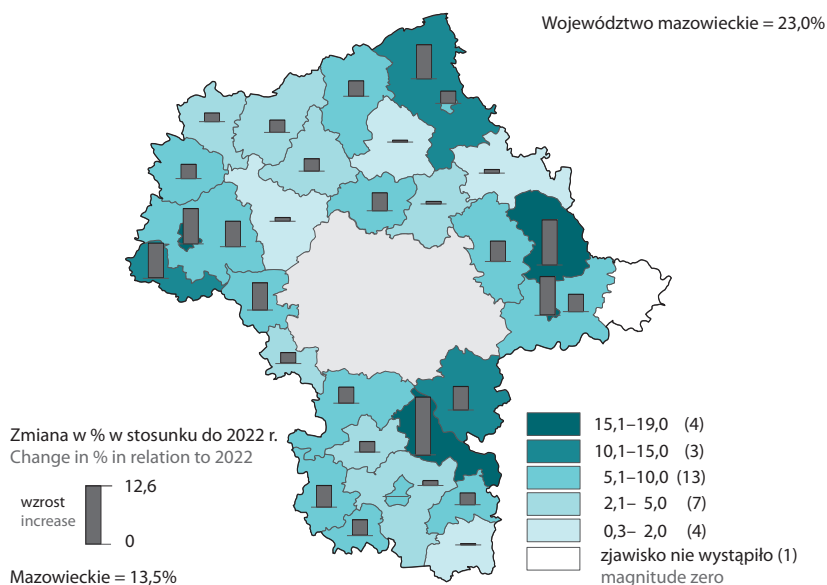 Województwo mazowieckie = 23,0%
Zmiana w % w stosunku do 2022 r.
Change in % in relation to 2022
wzrost
increase
12,6
0
Mazowieckie = 13,5%
15,1–19,0 (4)
10,1–15,0 (3)
5,1–10,0 (13)
2,1– 5,0 (7)
0,3– 2,0 (4)
zjawisko nie wystąpiło (1)
magnitude zero